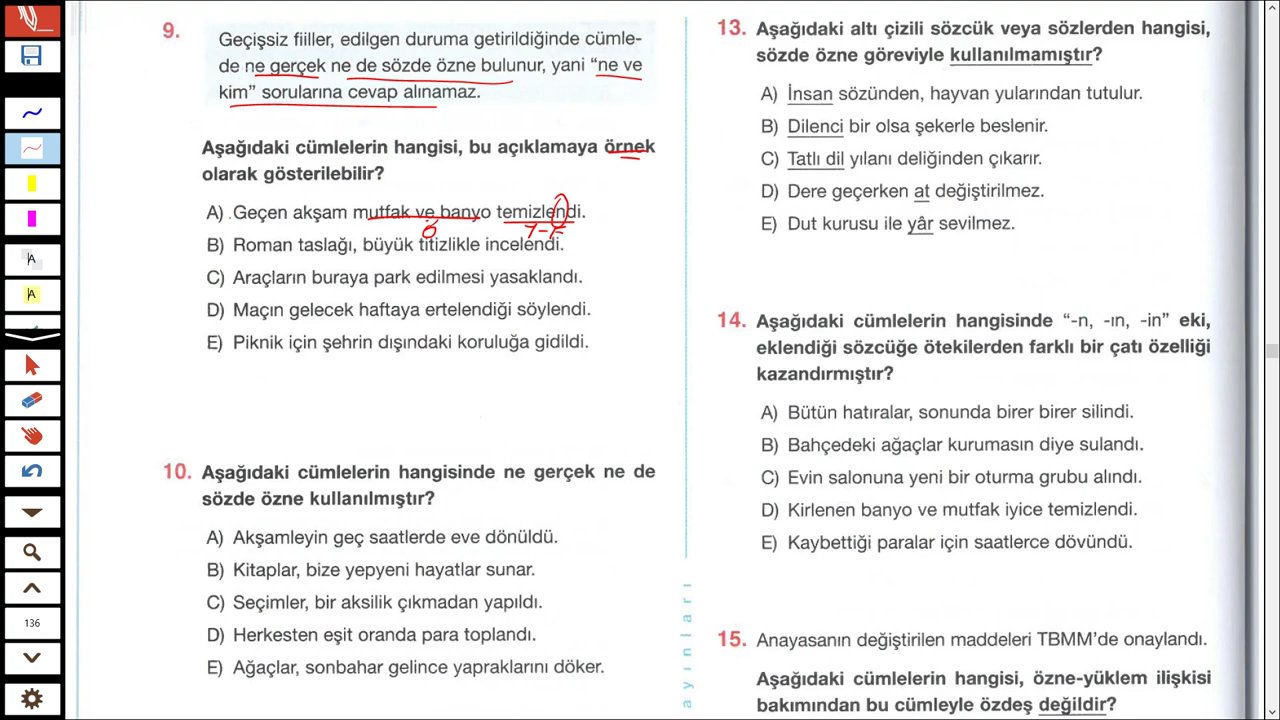 9.
Geçişsiz fiiller, edilgen duruma getirildiğinde cümle-
de ne gerçek ne de sözde özne bulunur, yani “ne ve
kim” sorularına cevap alınamaz.
Aşağıdaki cümlelerin hangisi, bu açıklamaya örnek
olarak gösterilebilir?
A) Geçen akşam mutfak ve banyo temizlendi.
Ö
B) Roman taslağı, büyük titizlikle incelendi.
C) Araçların buraya park edilmesi yasaklandı.
D) Maçın gelecek haftaya ertelendiği söylendi.
E) Piknik için şehrin dışındaki koruluğa gidildi.
10. Aşağıdaki cümlelerin hangisinde ne gerçek ne de
sözde özne kullanılmıştır?
A) Akşamleyin geç saatlerde eve dönüldü.
B) Kitaplar, bize yepyeni hayatlar sunar.
C) Seçimler, bir aksilik çıkmadan yapıldı.
D) Herkesten eşit oranda para toplandı.
E) Ağaçlar, sonbahar gelince yapraklarını döker.
ayınları
13. Aşağıdaki altı çizili sözcük veya sözlerden hangisi,
sözde özne göreviyle kullanılmamıştır?
A) İnsan sözünden, hayvan yularından tutulur.
B) Dilenci bir olsa şekerle beslenir.
C) Tatlı dil yılanı deliğinden çıkarır.
D) Dere geçerken at değiştirilmez.
E) Dut kurusu ile yâr sevilmez.
14. Aşağıdaki cümlelerin hangisinde “-n, -ın, -in” eki,
eklendiği sözcüğe ötekilerden farklı bir çatı özelliği
kazandırmıştır?
A) Bütün hatıralar, sonunda birer birer silindi.
B) Bahçedeki ağaçlar kurumasın diye sulandı.
C) Evin salonuna yeni bir oturma grubu alındı.
D) Kirlenen banyo ve mutfak iyice temizlendi.
E) Kaybettiği paralar için saatlerce dövündü.
15. Anayasanın değiştirilen maddeleri TBMM’de onaylandı.
Aşağıdaki cümlelerin hangisi, özne-yüklem ilişkisi
bakımından bu cümleyle özdeş değildir?
A
A
136